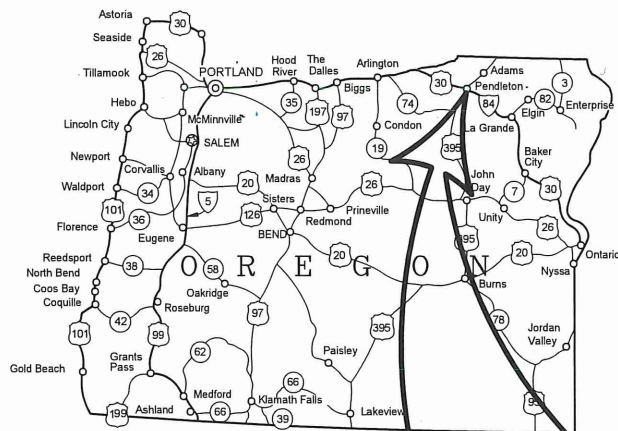 Astoria
30
Seaside
26
Tillamook
PORTLAND
Hood River
The Dalles
Biggs
Arlington
30
Adams
Pendleton
3
82
84
Elgin
Enterprise
La Grande
74
Condon
19
35
197
97
Hebo
McMinnville
Lincoln City
SALEM
26
395
Baker City
Newport
Corvallis
Albany
20
Madras
John Day
7
30
Waldport
34
Sisters
26
Unity
101
36
5
126
Redmond
Prineville
26
Florence
Eugene
BEND
395
Ontario
20
Nyssa
Reedsport
38
OREGON
58
20
North Bend
Coos Bay
Oakridge
Burns
Coquille
Roseburg
97
78
42
395
Jordan Valley
101
99
62
Paisley
Gold Beach
Grants Pass
66
Medford
Klamath Falls
199
Ashland
66
39
Lakeview
95